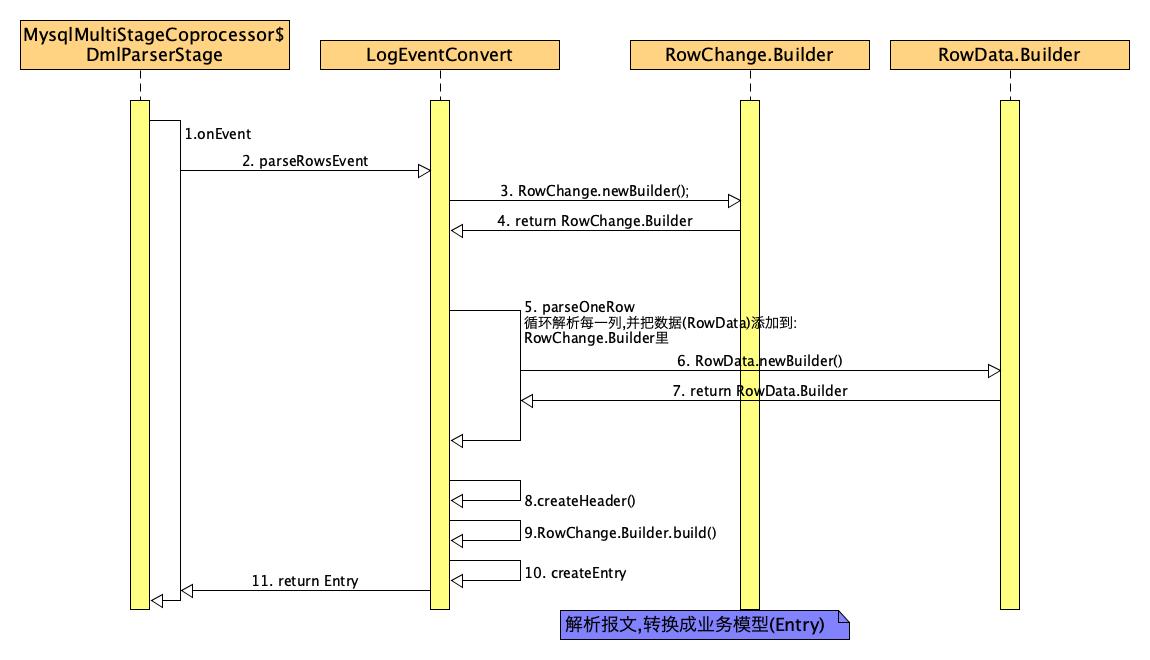 MysqlMultiStageCoprocessor$
DmlParserStage
LogEventConvert
RowChange.Builder
RowData.Builder
1.onEvent
2. parseRowsEvent
3. RowChange.newBuilder();
4. return RowChange.Builder
5. parseOneRow
循环解析每一列,并把数据(RowData)添加到:
RowChange.Builder里
6. RowData.newBuilder()
7. return RowData.Builder
8.createHeader()
9.RowChange.Builder.build()
10. createEntry
11. return Entry
解析报文,转换成业务模型(Entry)